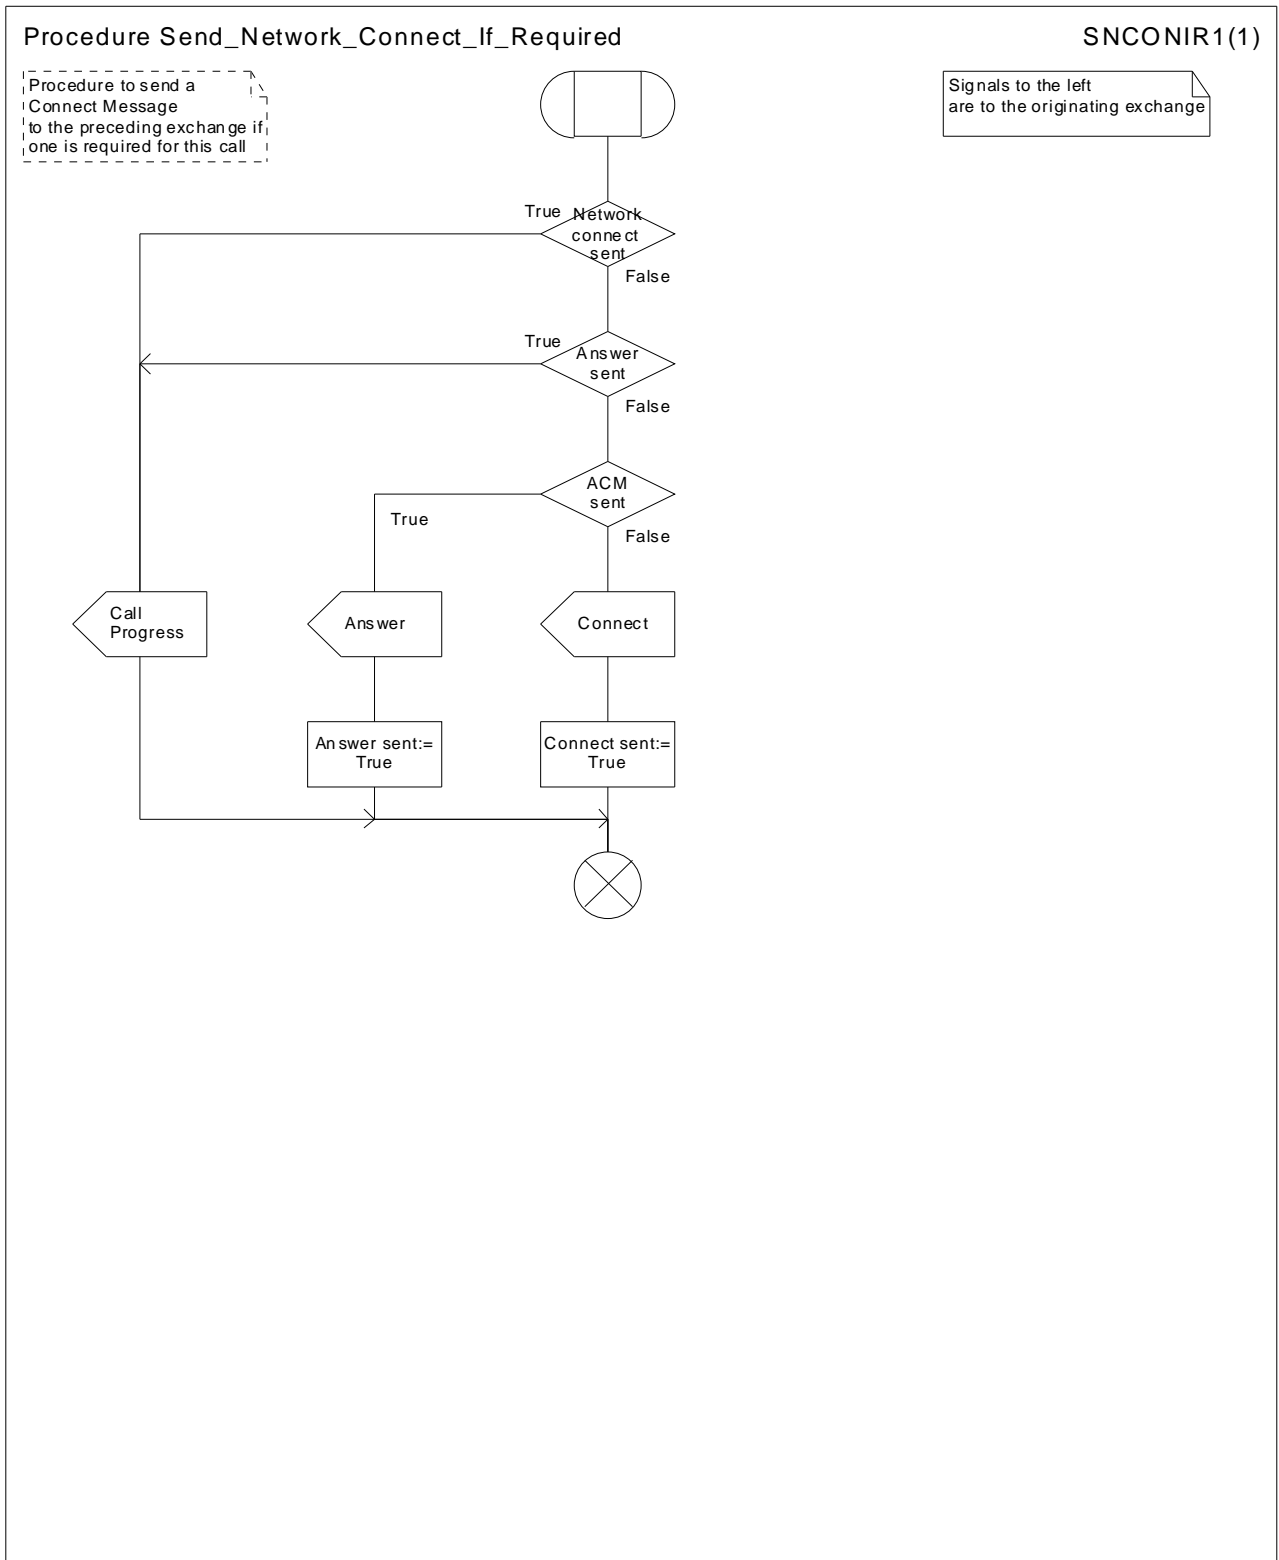 Procedure Send_Network_Connect_If_Required
SNCONIR1(1)
Procedure to send a
Connect Message
to the preceding exchange if
one is required for this call
Signals to the left
are to the originating exchange
True
Network
connect
sent
False
True
Answer
sent
False
ACM
sent
True
False
Call
Progress
Answer
Connect
Answer sent:=
True
Connect sent:=
True